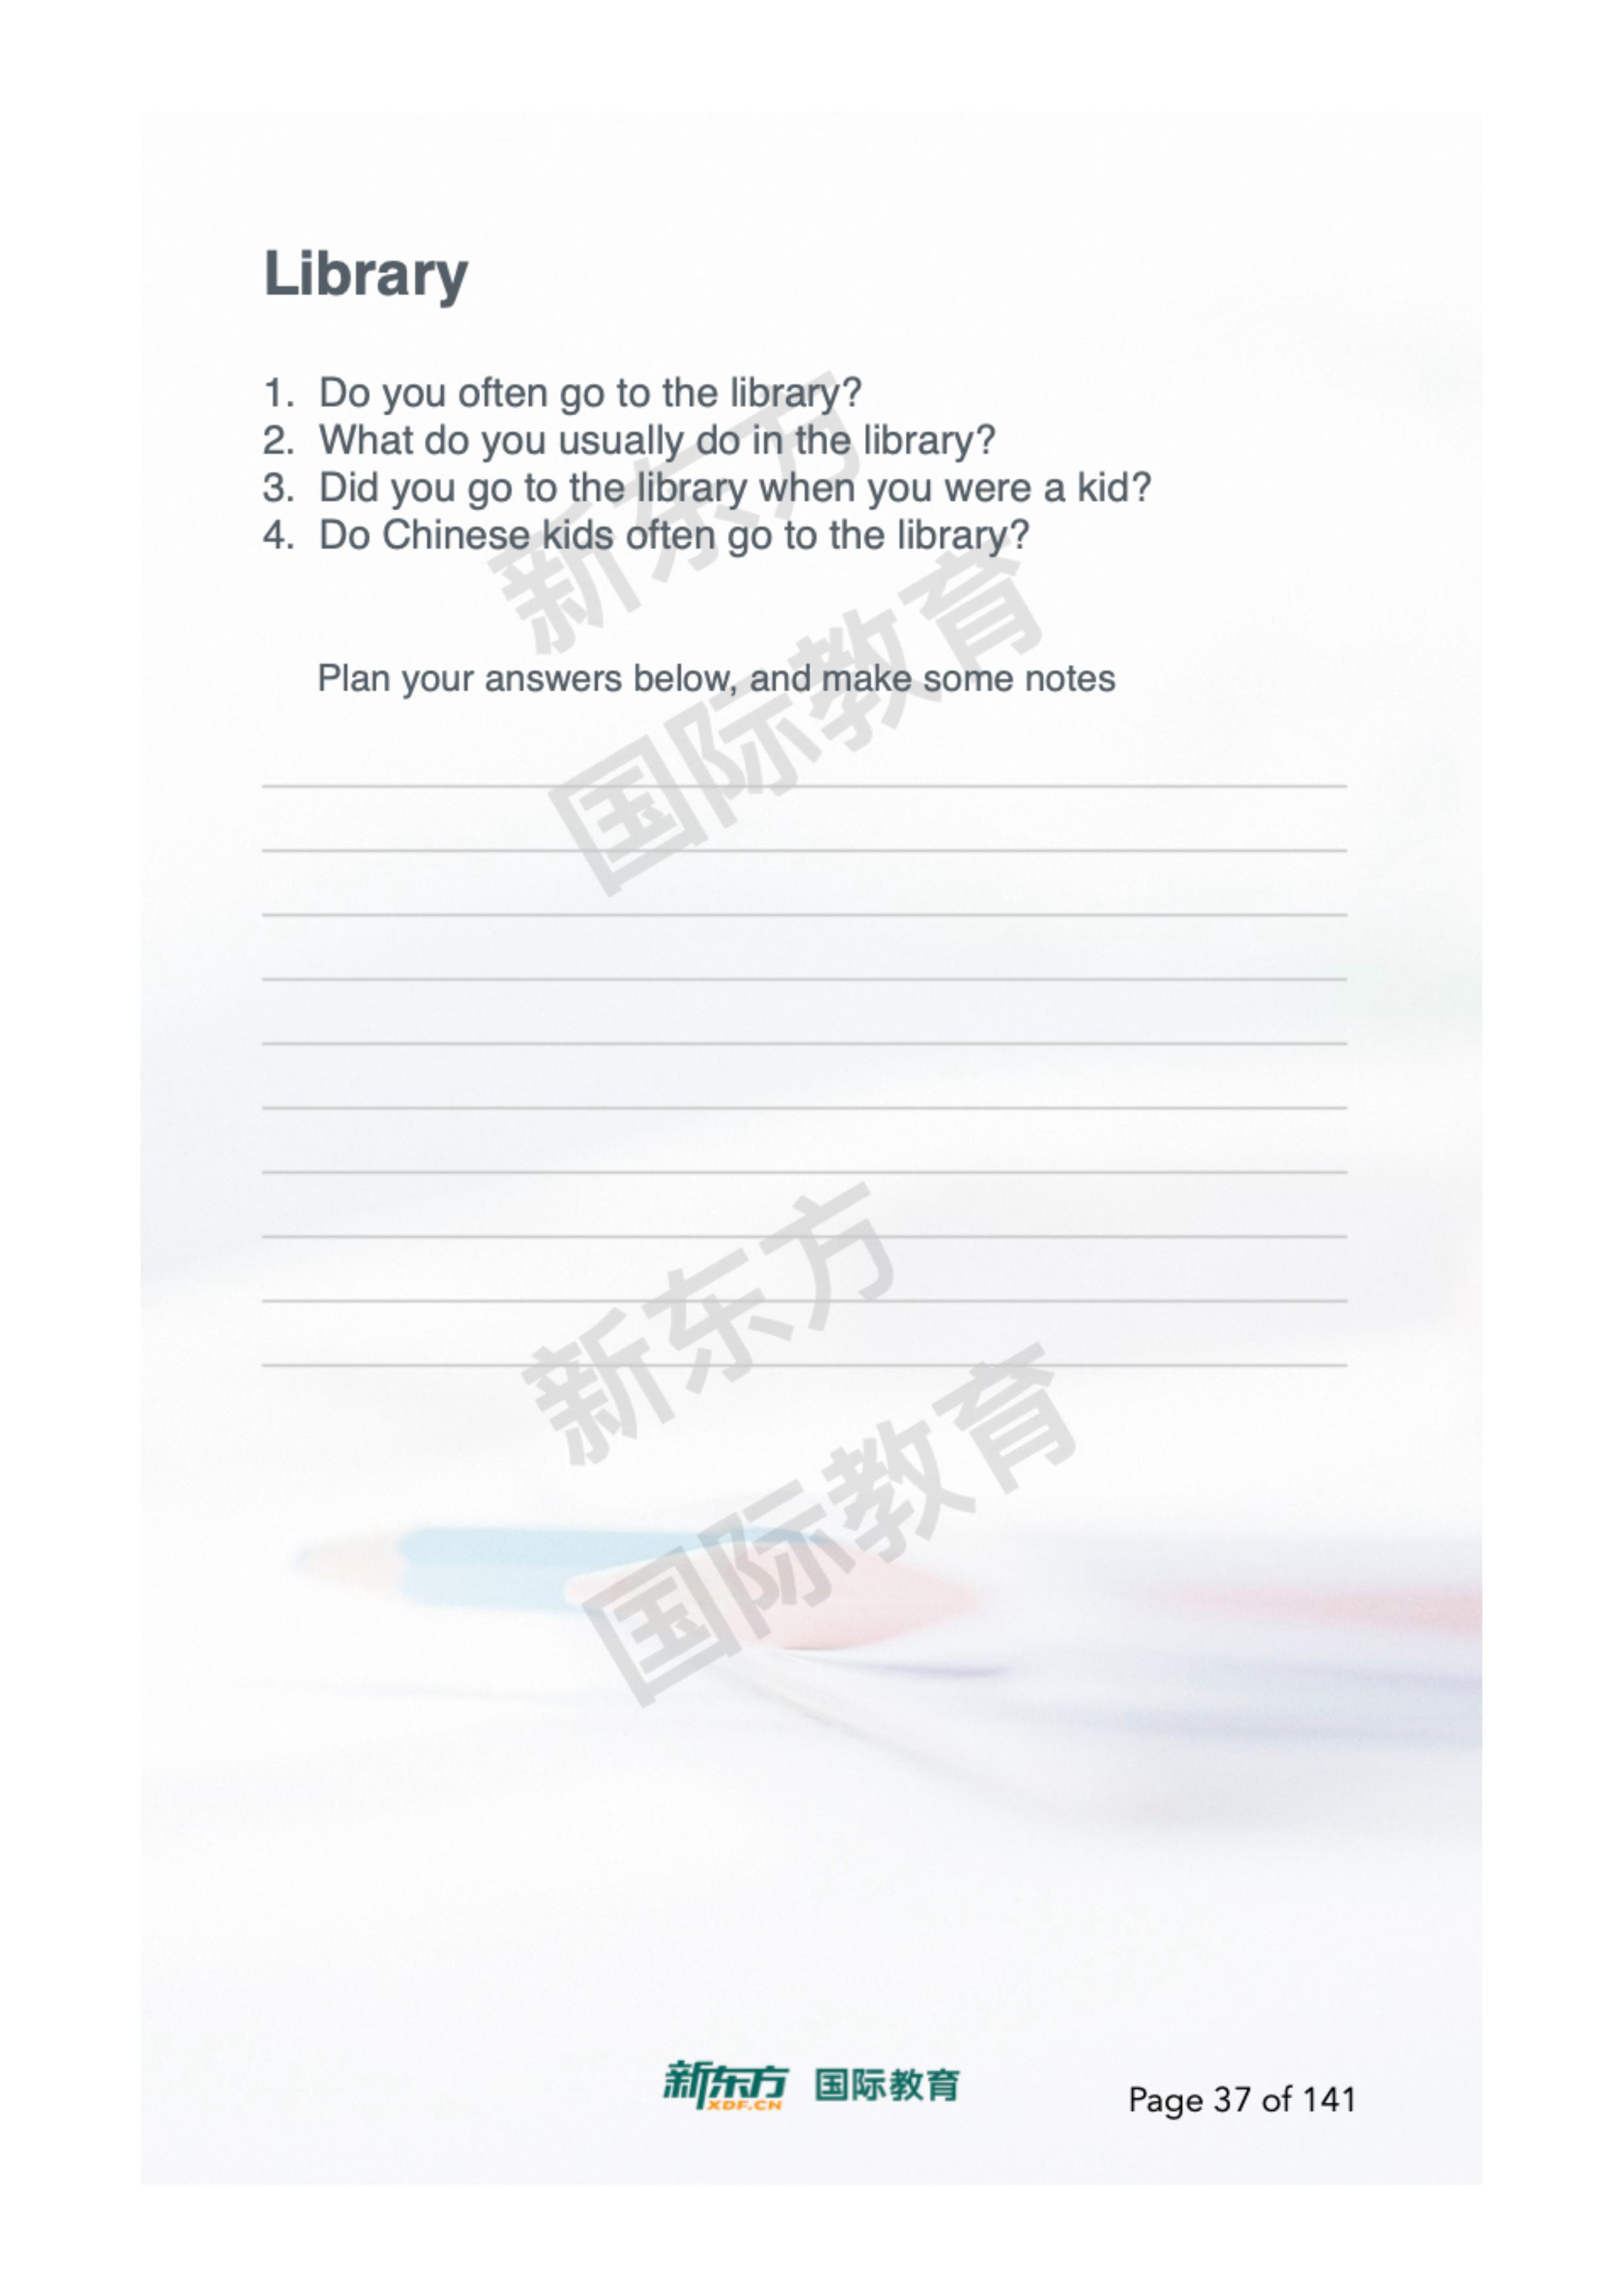 Library
1. Do you often go to the library?
2. What do you usually do in the library?
3. Did you go to the library when you were a kid?
4. Do Chinese kids often go to the library?
新东方
国际教育
Plan your answers below, and make some notes
新东方
国际教育
新东方 国际教育
XDF.CN
Page 37 of 141